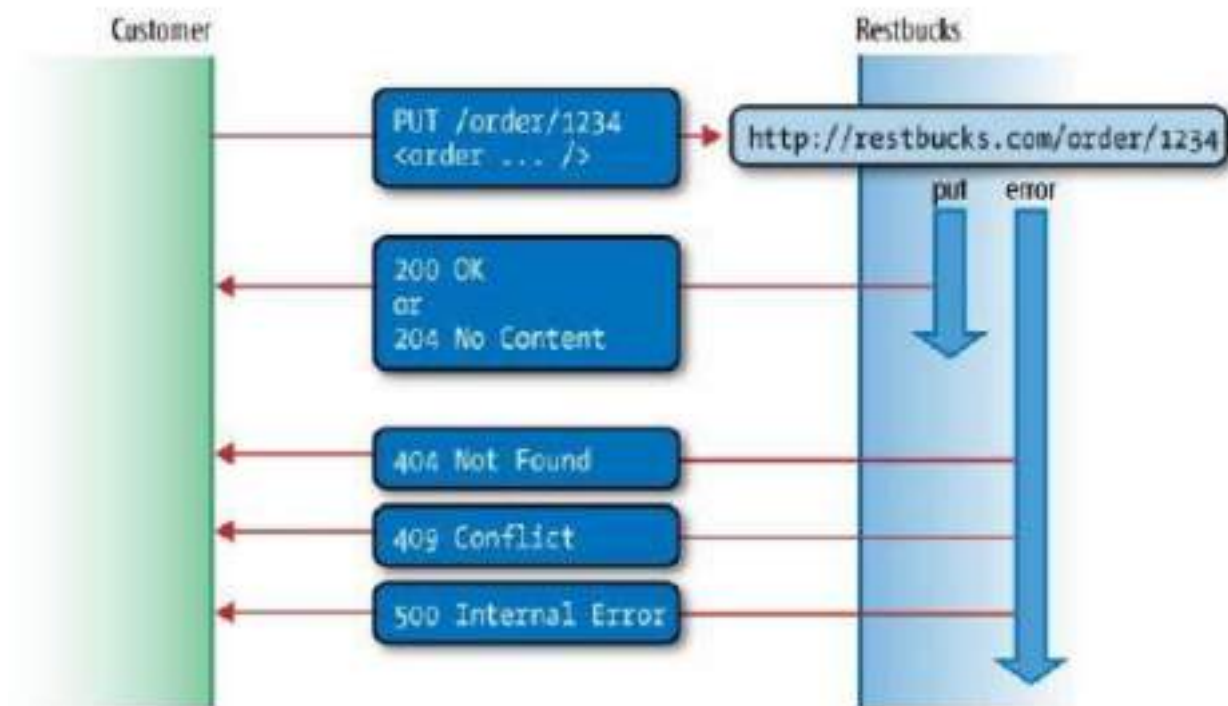 Customer
Restbucks
PUT /order/1234
<order ... />
http://restbucks.com/order/1234
put
error
200 OK
or
204 No Content
404 Not Found
409 Conflict
500 Internal Error